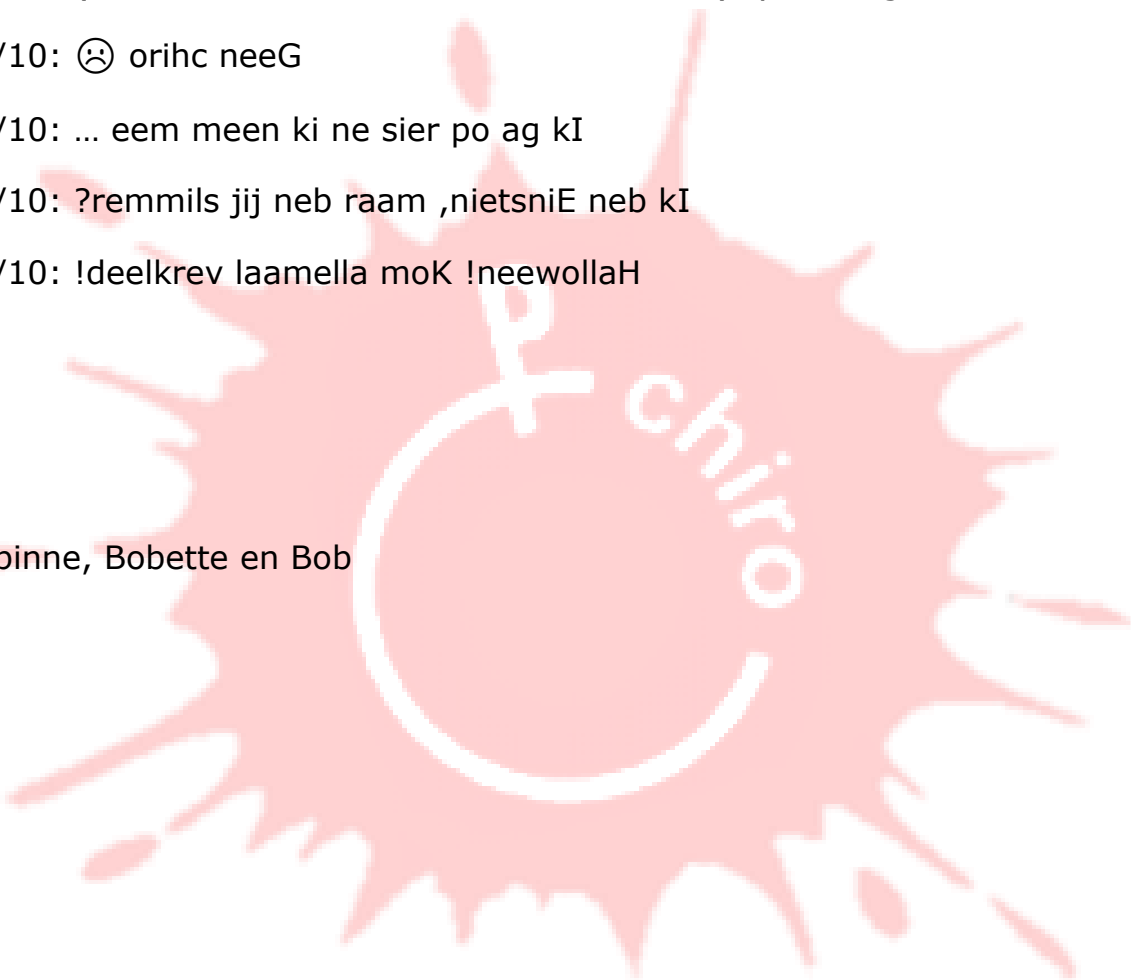 /10: ☹ orihc neeG
/10: … eem meen ki ne sier po ag kI
/10: ?remmils jij neb raam ,nietsniE neb kI
/10: !deelkrev laamella moK !neewollaH
chiro
binne, Bobette en Bob